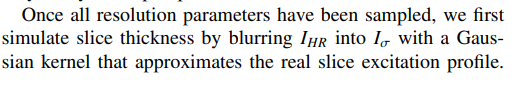 Once all resolution parameters have been sampled, we first
simulate slice thickness by blurring I_HR into I_σ with a Gaus-
sian kernel that approximates the real slice excitation profile.